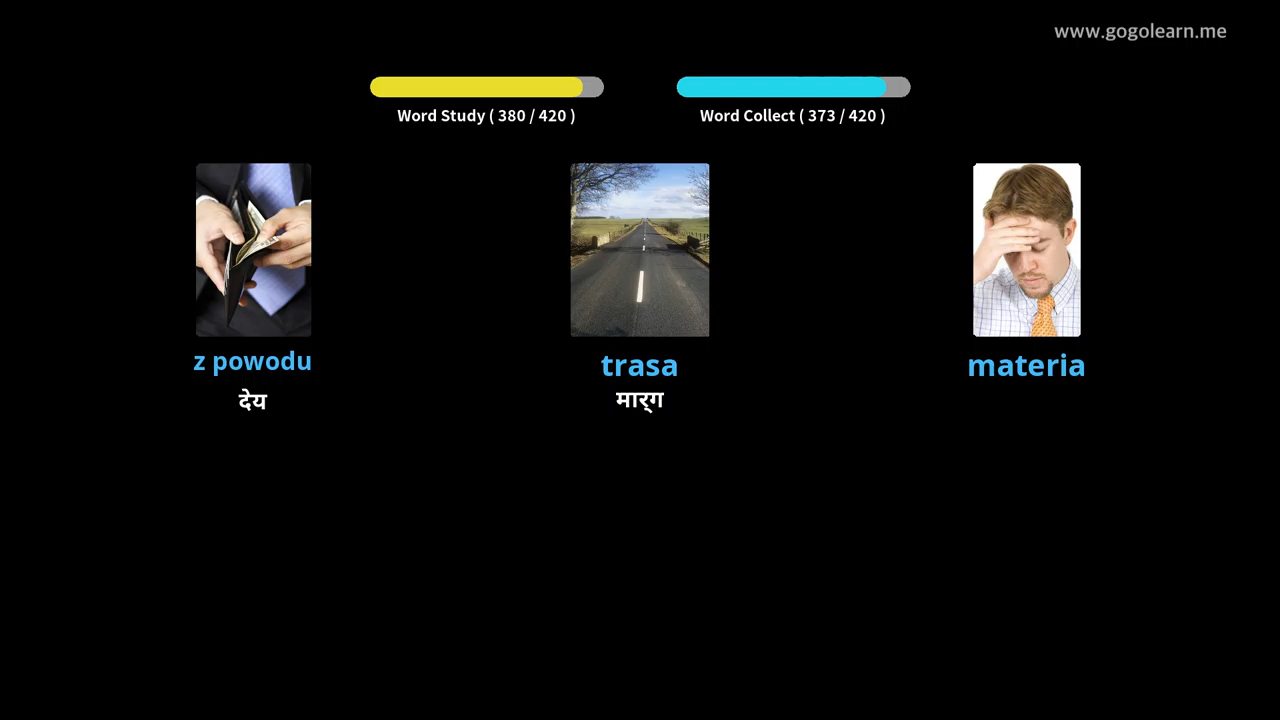 www.gogolearn.me
Word Study ( 380 / 420 )
Word Collect ( 373 / 420 )
z powodu
trasa
materia
देय
मार्ग